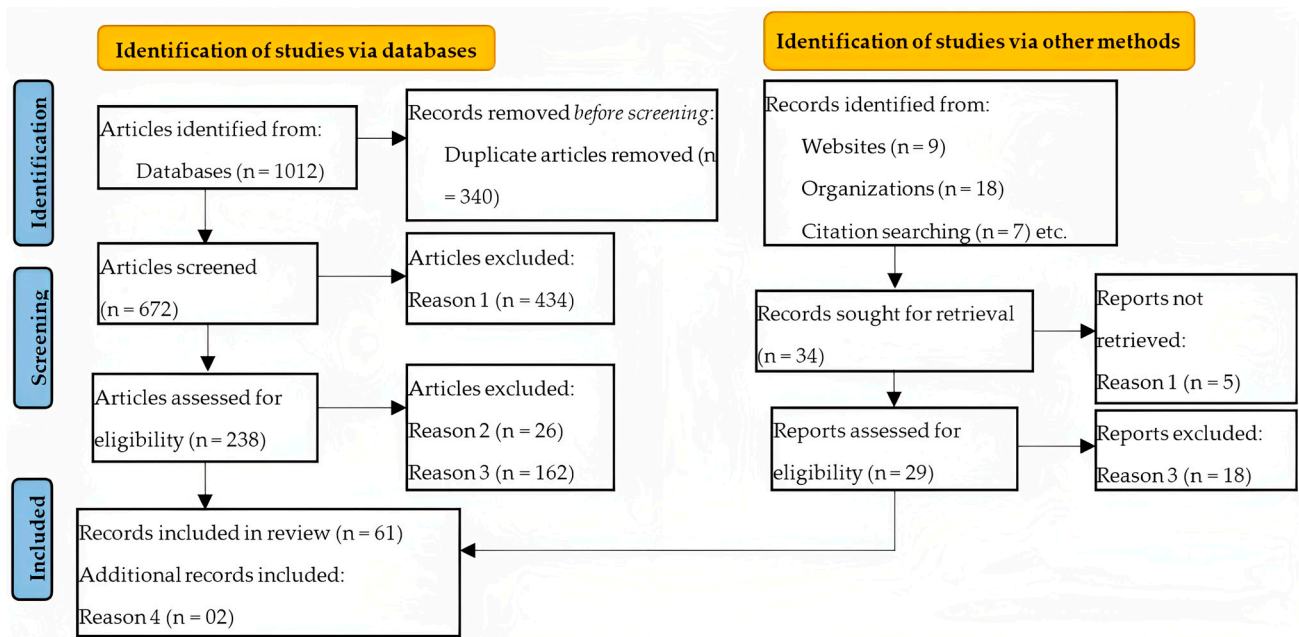 Identification of studies via databases
Identification of studies via other methods
Identification
Articles identified from:
Databases (n = 1012)
Records removed before screening:
Duplicate articles removed (n
= 340)
Records identified from:
Websites (n = 9)
Organizations (n = 18)
Citation searching (n = 7) etc.
Screening
Articles screened
(n = 672)
Articles excluded:
Reason 1 (n = 434)
Records sought for retrieval
(n = 34)
Reports not
retrieved:
Reason 1 (n = 5)
Articles assessed for
eligibility (n = 238)
Articles excluded:
Reason 2 (n = 26)
Reason 3 (n = 162)
Reports assessed for
eligibility (n = 29)
Reports excluded:
Reason 3 (n = 18)
Included
Records included in review (n = 61)
Additional records included:
Reason 4 (n = 02)